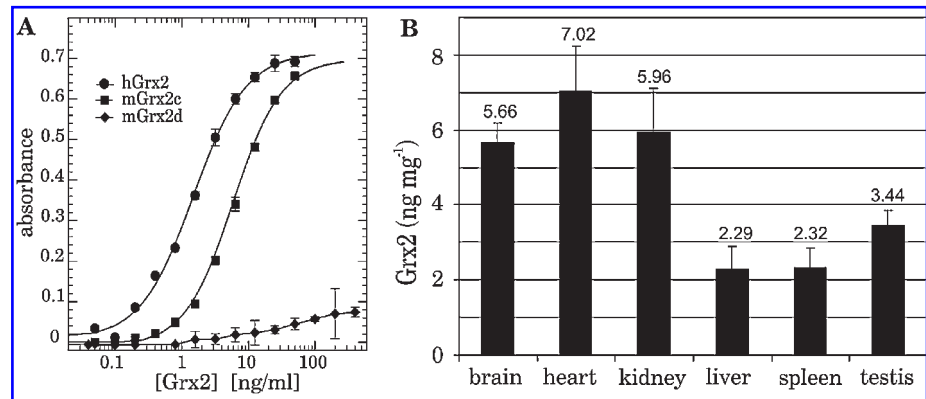 A
0.7
0.6
0.5
0.4
0.3
0.2
0.1
0
absorbance
hGrx2
mGrx2c
mGrx2d
0.1 1 10 100
[Grx2] [ng/ml]
B
8
6
4
2
0
Grx2 (ng mg-1)
5.66
7.02
5.96
2.29
2.32
3.44
brain heart kidney liver spleen testis